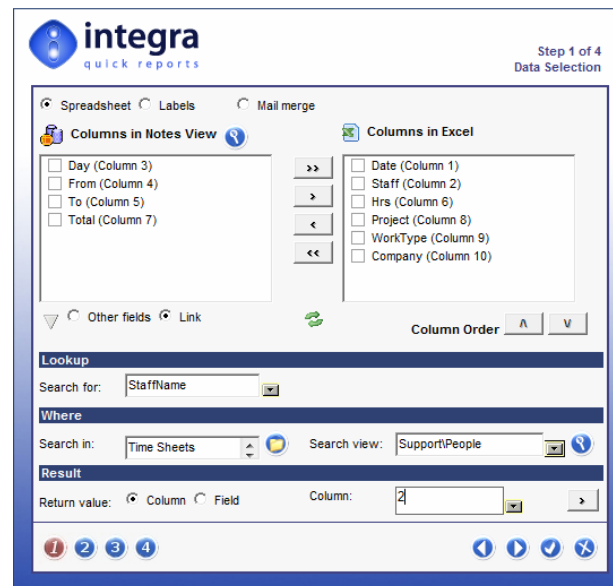 integra
quick reports
Step 1 of 4
Data Selection
Spreadsheet Labels Mail merge
Columns in Notes View
Columns in Excel
Day (Column 3)
From (Column 4)
To (Column 5)
Total (Column 7)
>>
>
<
<<
Date (Column 1)
Staff (Column 2)
Hrs (Column 6)
Project (Column 8)
WorkType (Column 9)
Company (Column 10)
Other fields Link
Column Order Λ V
Lookup
Search for: StaffName
Where
Search in: Time Sheets Search view: Support\People
Result
Return value: Column Field Column: 2 >
1 2 3 4